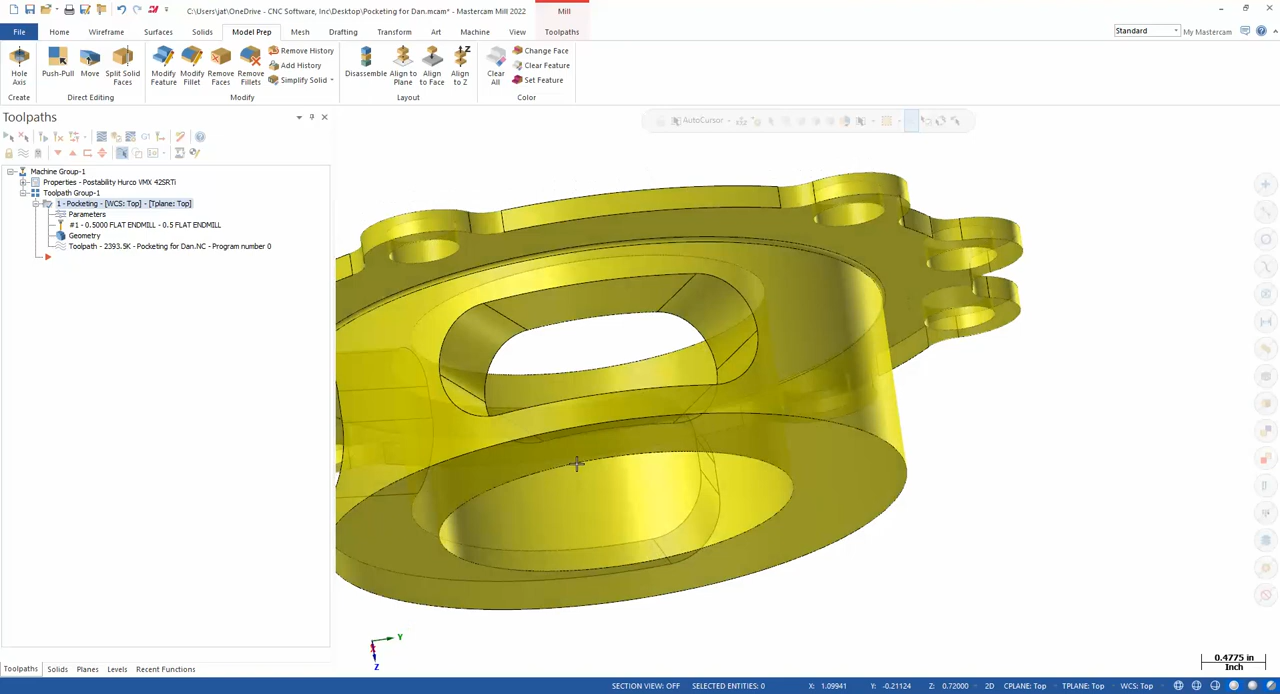 C:\Users\jat\OneDrive - CNC Software, Inc\Desktop\Pocketing for Dan.mcam* - Mastercam Mill 2022
Mill
File
Home
Wireframe
Surfaces
Solids
Model Prep
Mesh
Drafting
Transform
Art
Machine
View
Toolpaths
Standard
My Mastercam
Hole Axis
Push-Pull
Move
Split Solid Faces
Modify Feature
Modify Fillet
Remove Faces
Remove Fillets
Remove History
Add History
Simplify Solid
Disassemble
Align to Plane
Align to Face
Align to Z
Clear All
Change Face
Clear Feature
Set Feature
Create
Direct Editing
Modify
Layout
Color
Toolpaths
AutoCursor
G1
Machine Group-1
Properties - Postability Hurco VMX 42SRTi
Toolpath Group-1
1 - Pocketing - [WCS: Top] - [Tplane: Top]
Parameters
#1 - 0.5000 FLAT ENDMILL - 0.5 FLAT ENDMILL
Geometry
Toolpath - 2393.5K - Pocketing for Dan.NC - Program number 0
Y
X
Z
0.4775 in
Inch
Toolpaths
Solids
Planes
Levels
Recent Functions
SECTION VIEW: OFF
SELECTED ENTITIES: 0
X: 1.09941
Y: -0.21124
Z: 0.72000
2D
CPLANE: Top
TPLANE: Top
WCS: Top